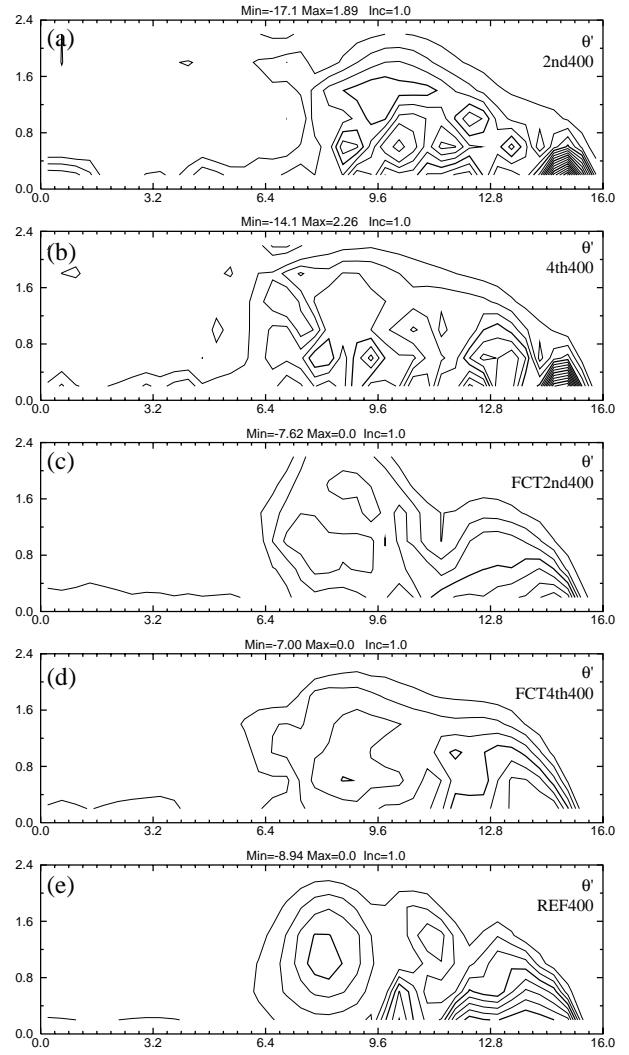 Min=-17.1 Max=1.89 Inc=1.0
2.4
(a)
θ'
2nd400
1.6
0.8
0.0
0.0 3.2 6.4 9.6 12.8 16.0
Min=-14.1 Max=2.26 Inc=1.0
2.4
(b)
θ'
4th400
1.6
0.8
0.0
0.0 3.2 6.4 9.6 12.8 16.0
Min=-7.62 Max=0.0 Inc=1.0
2.4
(c)
θ'
FCT2nd400
1.6
0.8
0.0
0.0 3.2 6.4 9.6 12.8 16.0
Min=-7.00 Max=0.0 Inc=1.0
2.4
(d)
θ'
FCT4th400
1.6
0.8
0.0
0.0 3.2 6.4 9.6 12.8 16.0
Min=-8.94 Max=0.0 Inc=1.0
2.4
(e)
θ'
REF400
1.6
0.8
0.0
0.0 3.2 6.4 9.6 12.8 16.0